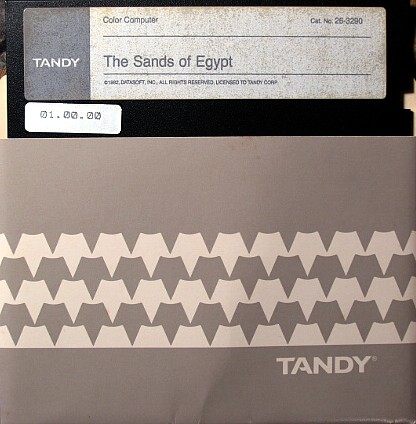 Color Computer Cat. No. 26-3290
TANDY
The Sands of Egypt
©1982, DATASOFT, INC., ALL RIGHTS RESERVED, LICENSED TO TANDY CORP.
01.00.00
TANDY®